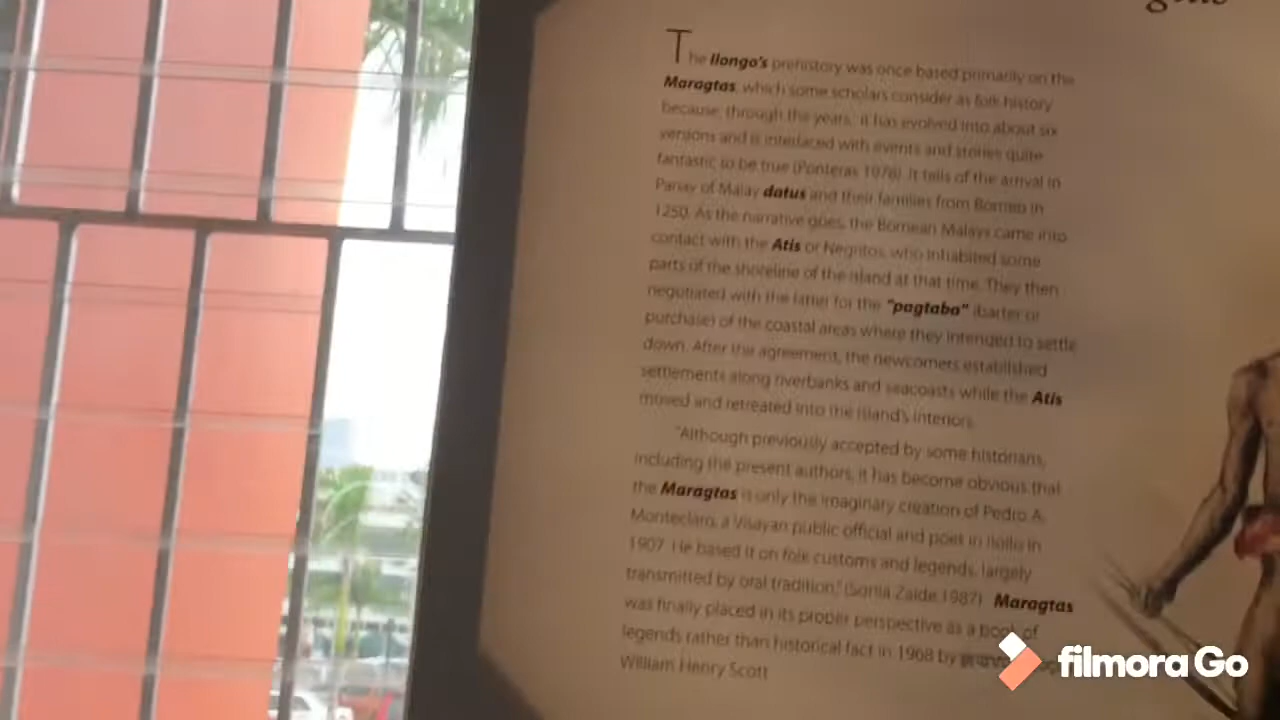 The Ilongo's prehistory was once based primarily on the
Maragtas, which some scholars consider as folk history
because, through the years, it has evolved into about six
versions and is interlaced with events and stories quite
fantastic to be true (Ponteras 1978). It tells of the arrival in
Panay of Malay datus and their families from Borneo in
1250. As the narrative goes, the Bornean Malays came into
contact with the Atis or Negritos, who inhabited some
parts of the shoreline of the island at that time. They then
negotiated with the latter for the "pagtaba" (barter or
purchase) of the coastal areas where they intended to settle
down. After the agreement, the newcomers established
settlements along riverbanks and seacoasts while the Atis
moved and retreated into the island's interiors.
"Although previously accepted by some historians,
including the present authors, it has become obvious that
the Maragtas is only the imaginary creation of Pedro A.
Monteclaro, a Visayan public official and poet in Iloilo in
1907. He based it on folk customs and legends, largely
transmitted by oral tradition." (Sonia Zaide 1987). Maragtas
was finally placed in its proper perspective as a book of
legends rather than historical fact in 1968 by
William Henry Scott
filmora Go